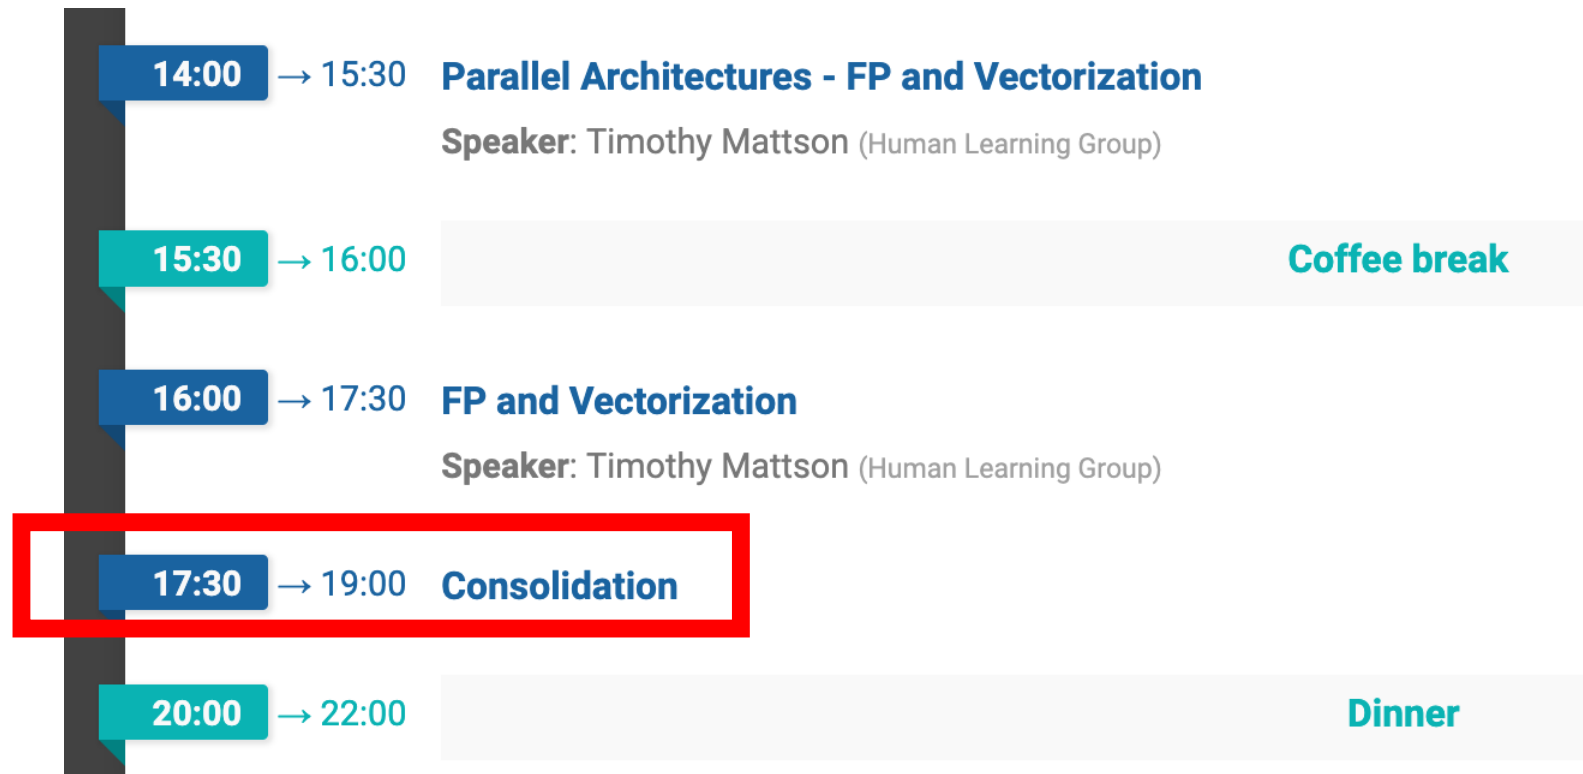 14:00 → 15:30 Parallel Architectures - FP and Vectorization
Speaker: Timothy Mattson (Human Learning Group)
15:30 → 16:00 Coffee break
16:00 → 17:30 FP and Vectorization
Speaker: Timothy Mattson (Human Learning Group)
17:30 → 19:00 Consolidation
20:00 → 22:00 Dinner